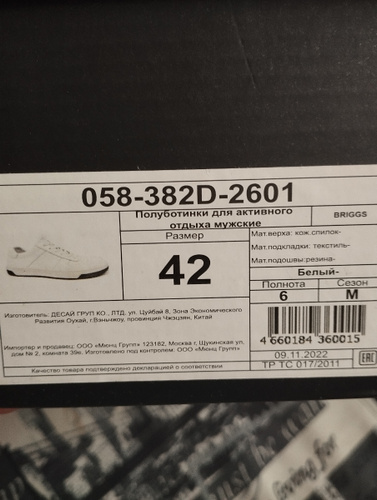 058-382D-2601
Полуботинки для активного
отдыха мужские
BRIGGS
Размер
42
Мат.верха: кож.спилок-
Мат.подкладки: текстиль-
Мат.подошвы:резина-
Белый-
Полнота
Сезон
6
М
Изготовитель: ДЕСАЙ ГРУП КО., ЛТД. ул. Цуйбай 8, Зона Экономического
Развития Оухай, г.Вэньчжоу, провинция Чжэцзян, Китай
Импортер и продавец: ООО «Мюнц Групп» 123182, Москва г, Щукинская ул,
дом № 2, комната 39е. Изготовлено под контролем ООО «Мюнц Групп»
Качество товара подтверждено декларацией о соответствии
4 660184 360015
09.11.2022
ТР ТС 017/2011
EAC